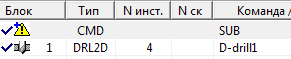 Блок Тип N инст. N ск Команда /
CMD SUB
1 DRL2D 4 D-drill1